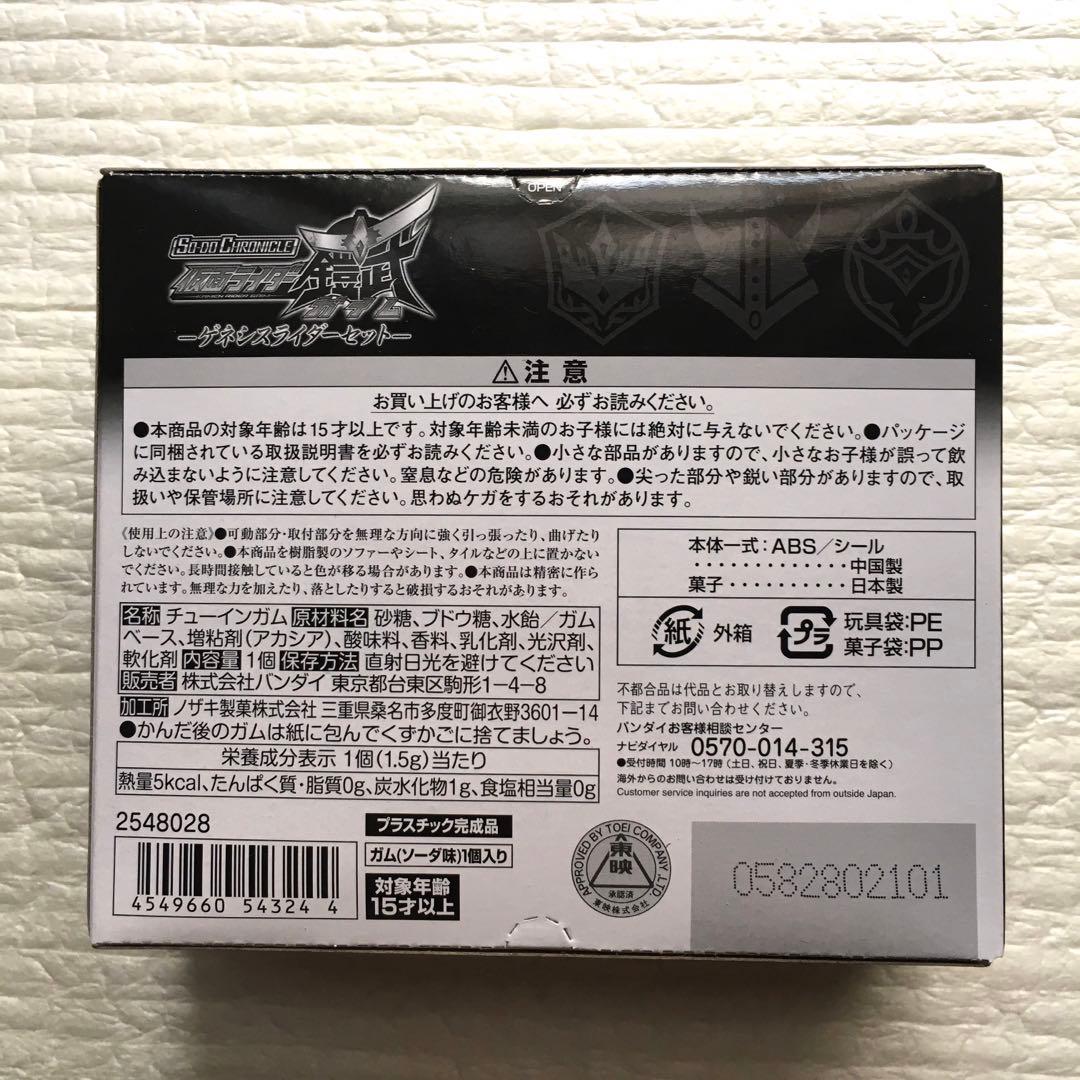 OPEN
SO-DO CHRONICLE
仮面ライダー鎧武
ガイム
KAMEN RIDER GAIM
—ゲネシスライダーセット—
⚠注意
お買い上げのお客様へ 必ずお読みください。
●本商品の対象年齢は15才以上です。対象年齢未満のお子様には絶対に与えないでください。●パッケージ
に同梱されている取扱説明書を必ずお読みください。●小さな部品がありますので、小さなお子様が誤って飲
み込まないように注意してください。窒息などの危険があります。●尖った部分や鋭い部分がありますので、取
扱いや保管場所に注意してください。思わぬケガをするおそれがあります。
《使用上の注意》●可動部分・取付部分を無理な方向に強く引っ張ったり、曲げたり
しないでください。●本商品を樹脂製のソファーやシート、タイルなどの上に置かない
でください。長時間接触していると色が移る場合があります。●本商品は精密に作ら
れています。無理な力を加えたり、落としたりすると破損するおそれがあります。
名称 チューインガム 原材料名 砂糖、ブドウ糖、水飴／ガム
ベース、増粘剤(アカシア)、酸味料、香料、乳化剤、光沢剤、
軟化剤 内容量 1個 保存方法 直射日光を避けてください
販売者 株式会社バンダイ 東京都台東区駒形1-4-8
加工所 ノザキ製菓株式会社 三重県桑名市多度町御衣野3601-14
●かんだ後のガムは紙に包んでくずかごに捨てましょう。
栄養成分表示 1個(1.5g)当たり
熱量5kcal、たんぱく質・脂質0g、炭水化物1g、食塩相当量0g
本体一式：ABS／シール
・・・・・・・・・・・・・中国製
菓子・・・・・・・・・・日本製
紙 外箱 プラ 玩具袋：PE
菓子袋：PP
不都合品は代品とお取り替えしますので、
下記までお問い合わせください。
バンダイお客様相談センター
ナビダイヤル 0570-014-315
●受付時間 10時〜17時 (土日、祝日、夏季・冬季休業日を除く)
海外からのお問い合わせは受け付けておりません。
Customer service inquiries are not accepted from outside Japan.
2548028
4549660 54324 4
プラスチック完成品
ガム(ソーダ味)1個入り
対象年齢
15才以上
APPROVED BY TOEI COMPANY, LTD.
東映
承認済
東映株式会社
0582802101